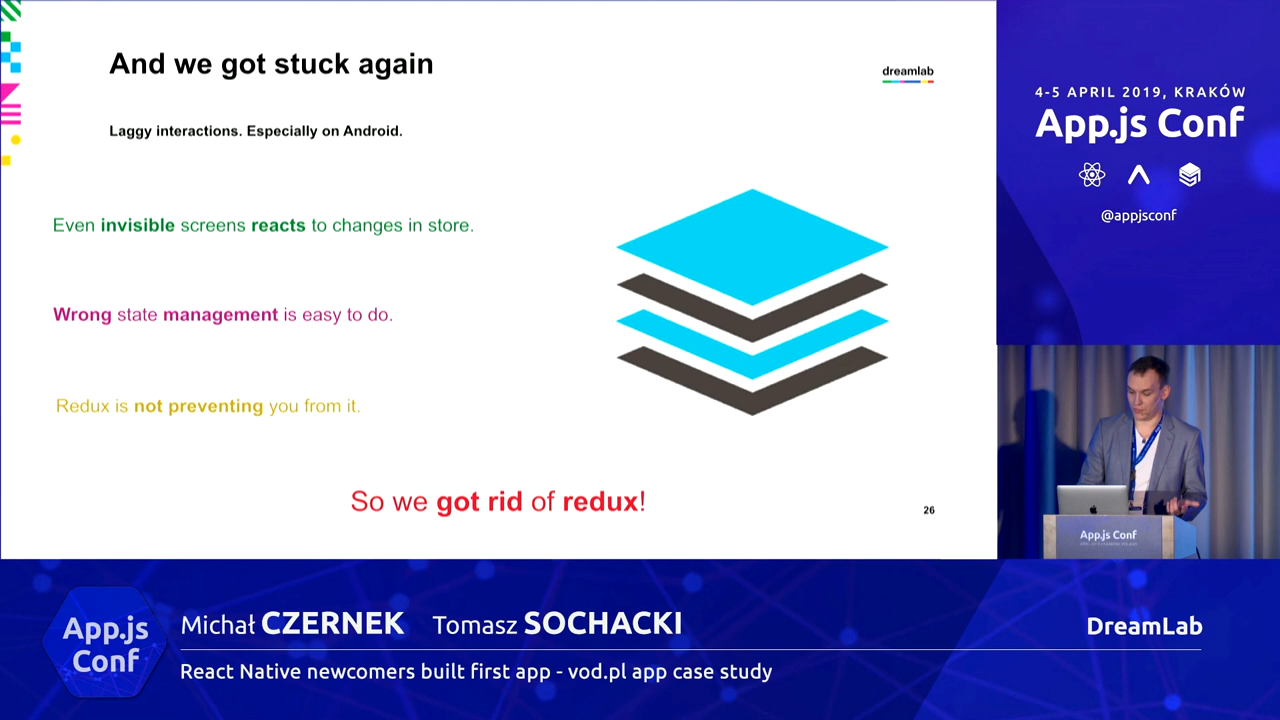 And we got stuck again
dreamlab
Laggy interactions. Especially on Android.
Even invisible screens reacts to changes in store.
Wrong state management is easy to do.
Redux is not preventing you from it.
So we got rid of redux!
26
4-5 APRIL 2019, KRAKÓW
App.js Conf
@appjsconf
App.js Conf
App.js
Conf
Michał CZERNEK Tomasz SOCHACKI
DreamLab
React Native newcomers built first app - vod.pl app case study